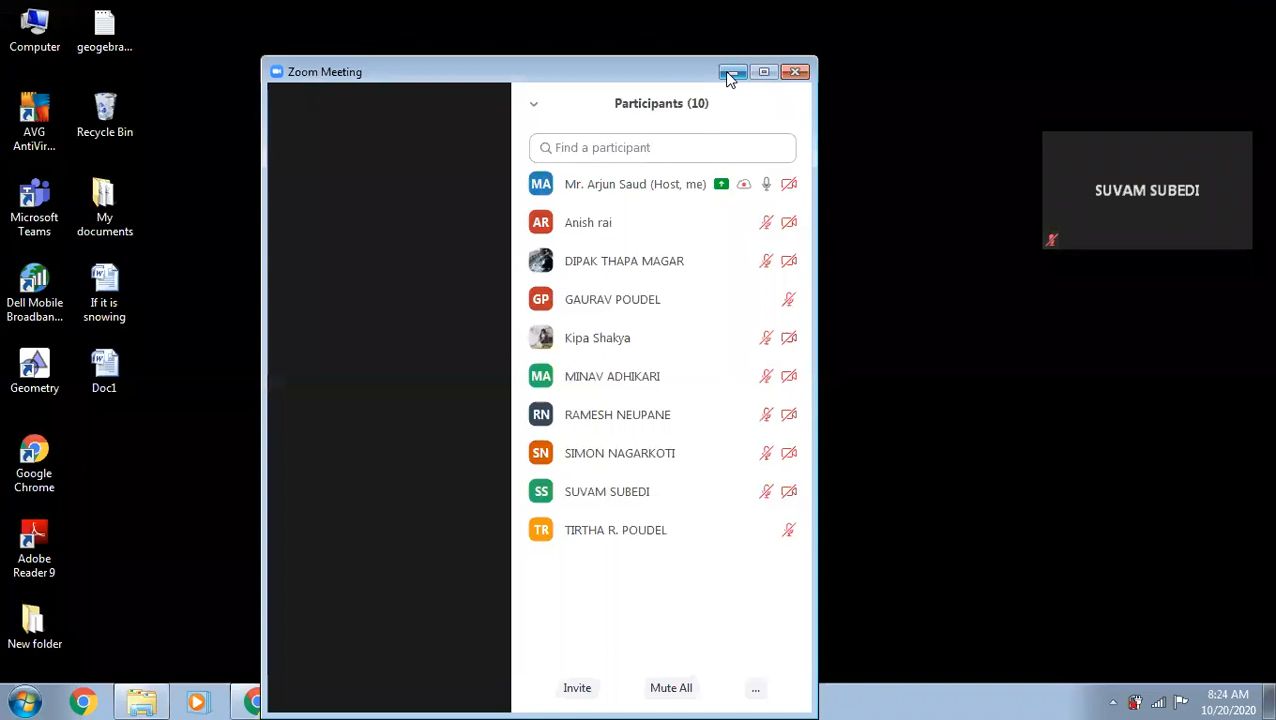 Computer
geogebra...
AVG
AntiVir...
Recycle Bin
Microsoft
Teams
My
documents
Dell Mobile
Broadban...
If it is
snowing
Geometry
Doc1
Google
Chrome
Adobe
Reader 9
New folder
Zoom Meeting
Participants (10)
Find a participant
MA Mr. Arjun Saud (Host, me)
AR Anish rai
DIPAK THAPA MAGAR
GP GAURAV POUDEL
Kipa Shakya
MA MINAV ADHIKARI
RN RAMESH NEUPANE
SN SIMON NAGARKOTI
SS SUVAM SUBEDI
TR TIRTHA R. POUDEL
Invite Mute All ...
SUVAM SUBEDI
8:24 AM
10/20/2020